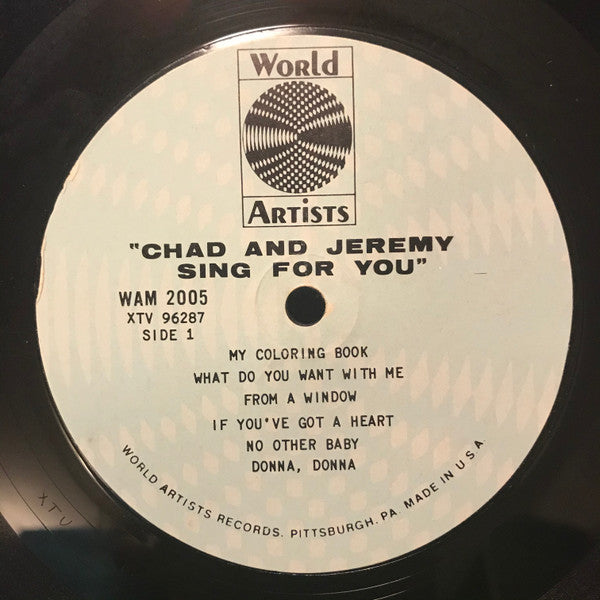 World
ARTISTS
"CHAD AND JEREMY
SING FOR YOU"
WAM 2005
XTV 96287
SIDE 1
MY COLORING BOOK
WHAT DO YOU WANT WITH ME
FROM A WINDOW
IF YOU'VE GOT A HEART
NO OTHER BABY
DONNA, DONNA
WORLD ARTISTS RECORDS. PITTSBURGH. PA. MADE IN U S A
XTV